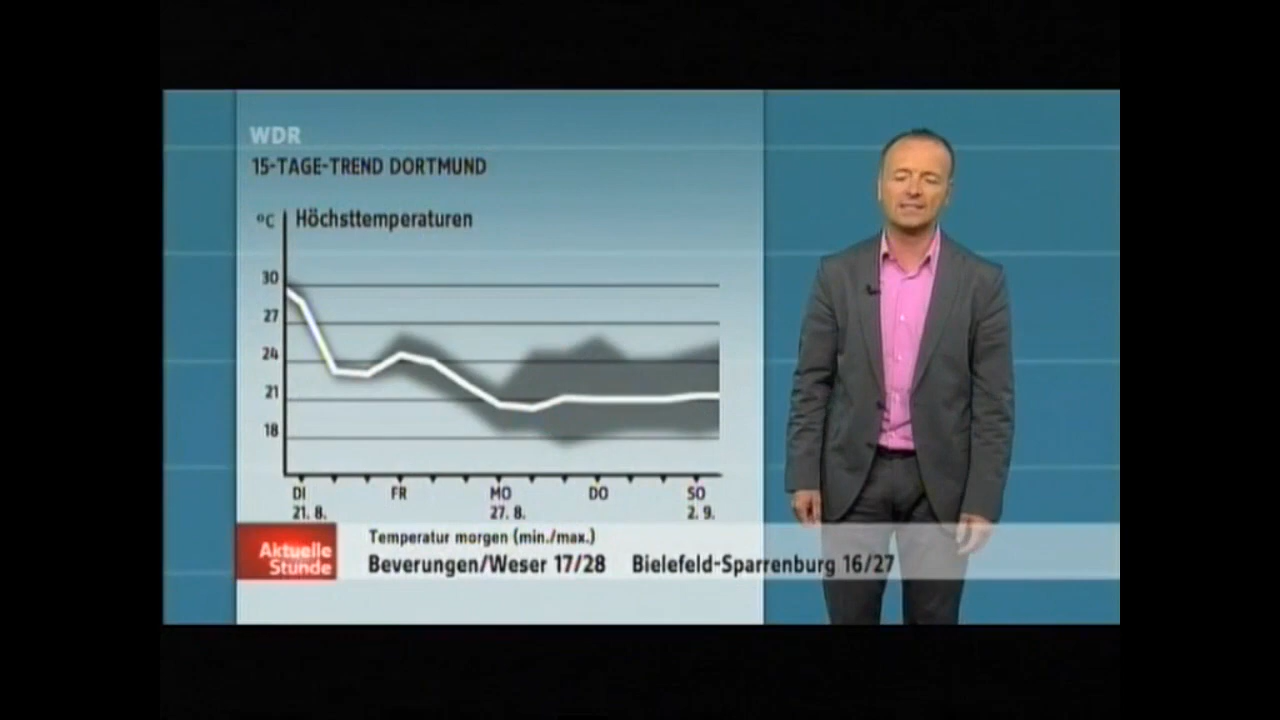 WDR
15-TAGE-TREND DORTMUND
°C Höchsttemperaturen
30
27
24
21
18
DI FR MO DO SO
21. 8. 27. 8. 2. 9.
Aktuelle
Stunde
Temperatur morgen (min./max.)
Beverungen/Weser 17/28 Bielefeld-Sparrenburg 16/27